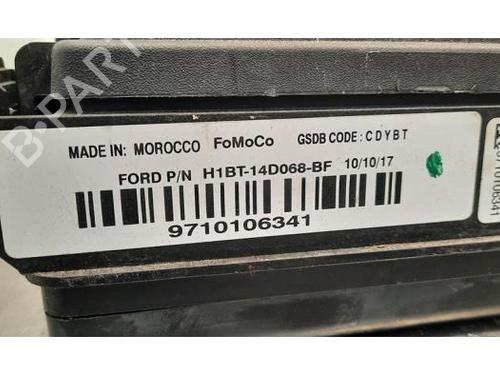 MADE IN: MOROCCO FoMoCo GSDB CODE: CDYBT
FORD P/N H1BT-14D068-BF 10/10/17
9710106341
B-PARTS